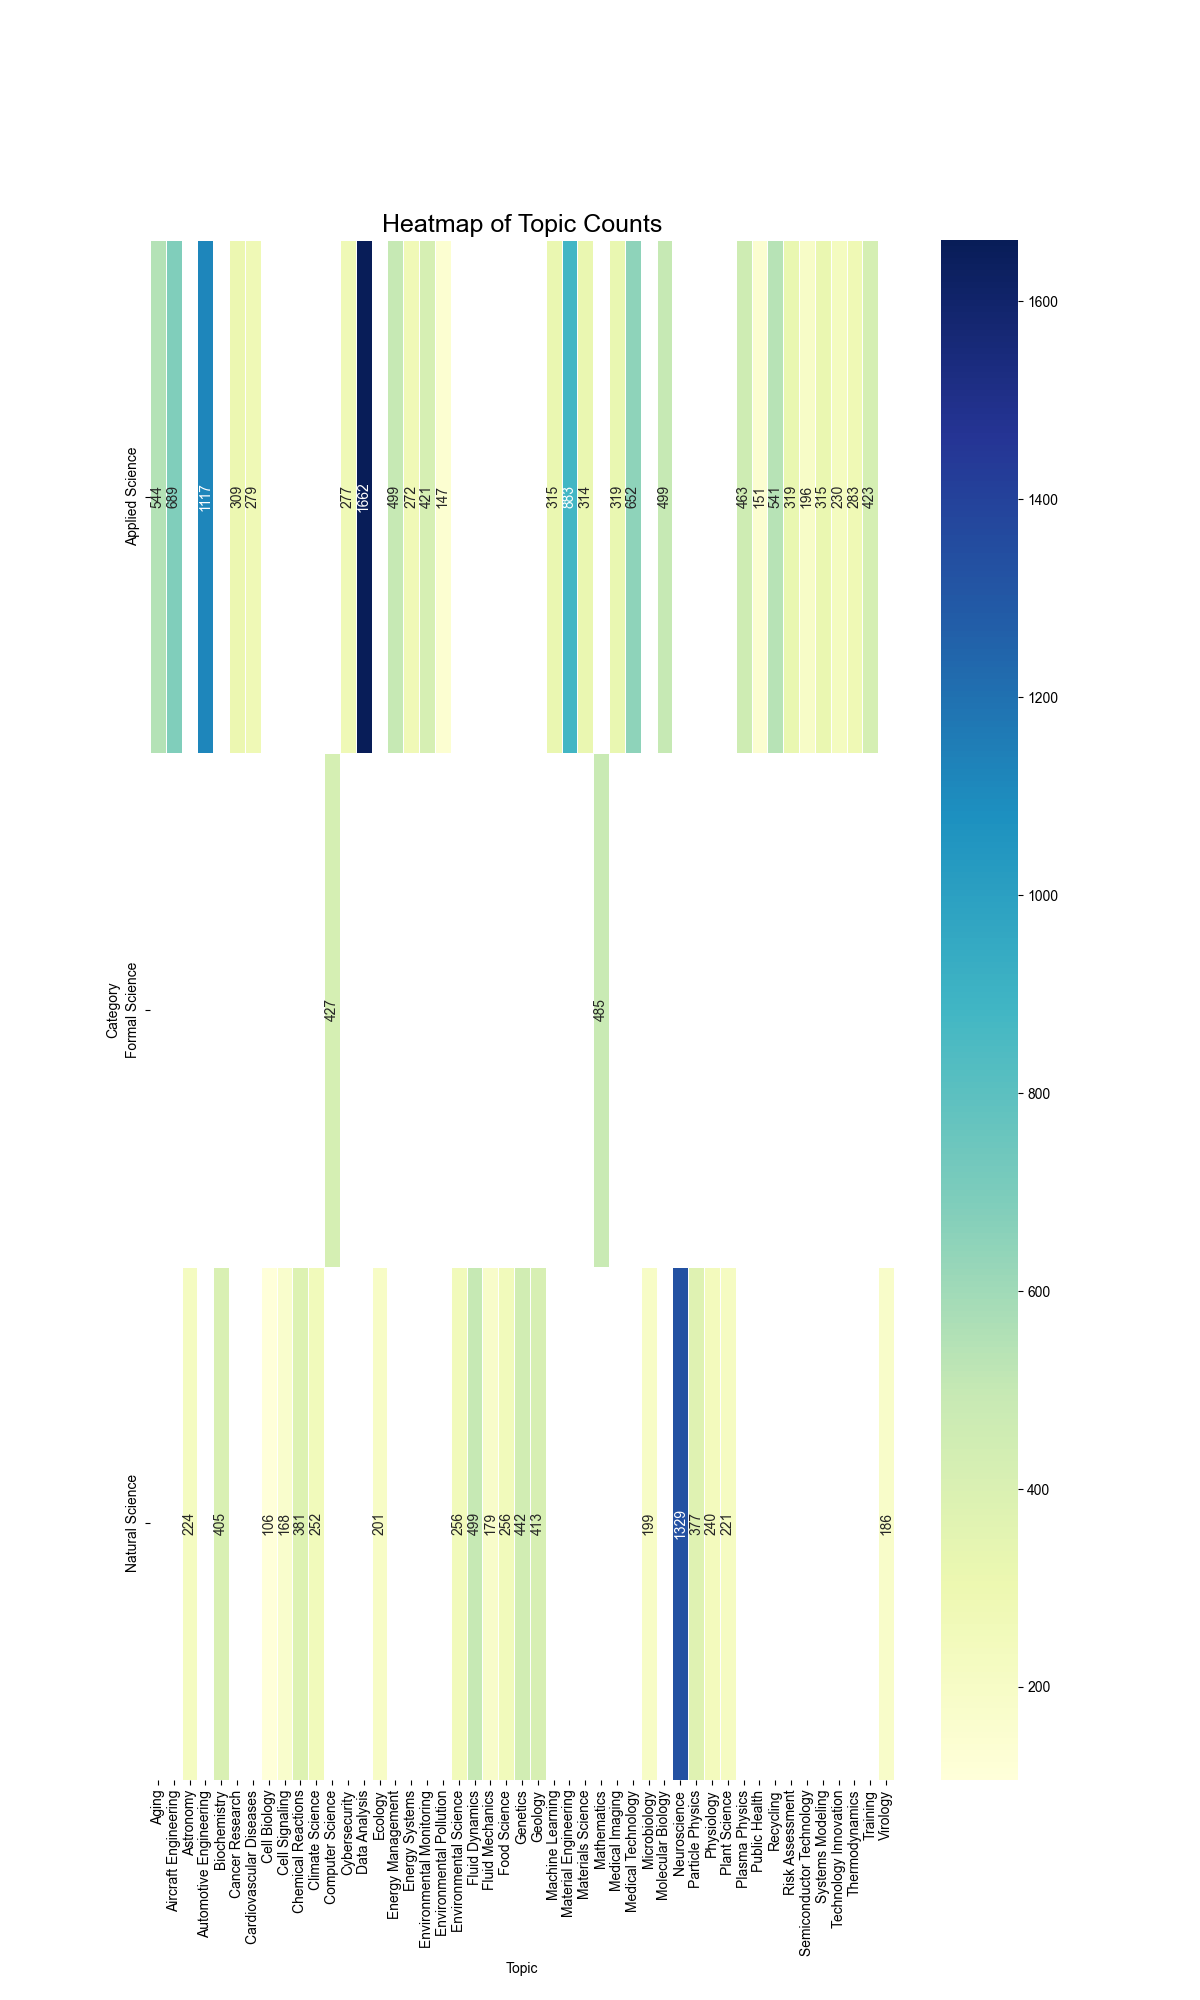 Heatmap of Topic Counts
Category
Applied Science
544
689
1117
309
279
277
1662
499
272
421
147
315
883
314
319
652
499
463
151
541
319
196
315
230
283
423
Formal Science
427
485
Natural Science
224
405
106
168
381
252
201
256
499
179
256
442
413
199
1329
377
240
221
186
Aging
Aircraft Engineering
Astronomy
Automotive Engineering
Biochemistry
Cancer Research
Cardiovascular Diseases
Cell Biology
Cell Signaling
Chemical Reactions
Climate Science
Computer Science
Cybersecurity
Data Analysis
Ecology
Energy Management
Energy Systems
Environmental Monitoring
Environmental Pollution
Environmental Science
Fluid Dynamics
Fluid Mechanics
Food Science
Genetics
Geology
Machine Learning
Material Engineering
Materials Science
Mathematics
Medical Imaging
Medical Technology
Microbiology
Molecular Biology
Neuroscience
Particle Physics
Physiology
Plant Science
Plasma Physics
Public Health
Recycling
Risk Assessment
Semiconductor Technology
Systems Modeling
Technology Innovation
Thermodynamics
Training
Virology
Topic
1600
1400
1200
1000
800
600
400
200